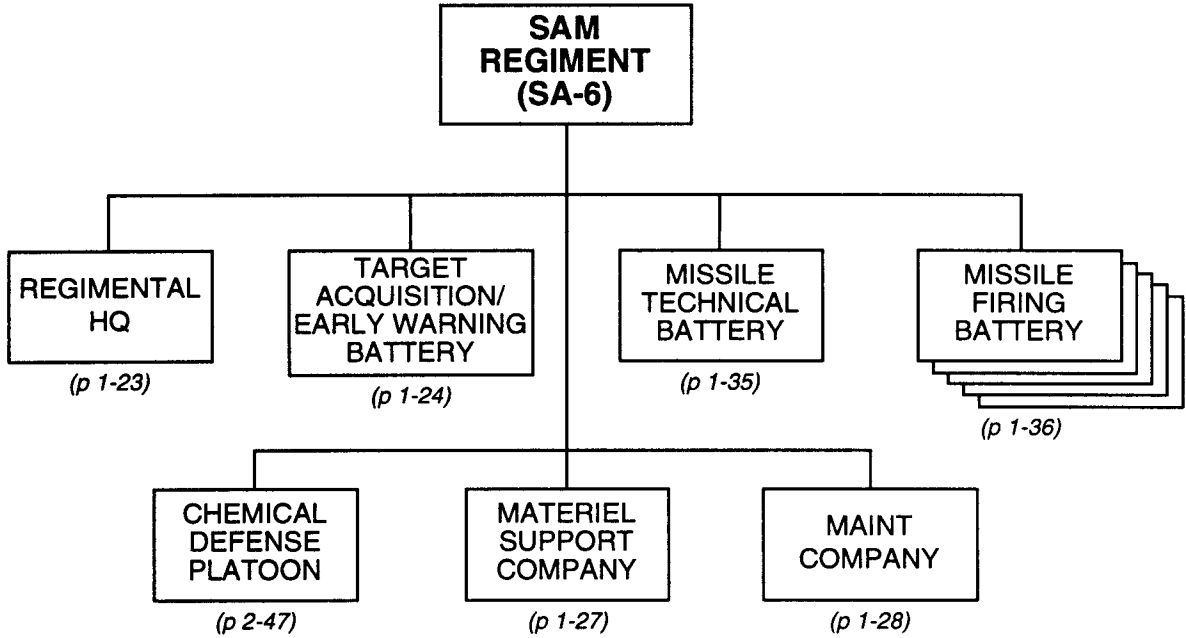 SAM
REGIMENT
(SA-6)
REGIMENTAL
HQ
(p 1-23)
TARGET
ACQUISITION/
EARLY WARNING
BATTERY
(p 1-24)
MISSILE
TECHNICAL
BATTERY
(p 1-35)
MISSILE
FIRING
BATTERY
(p 1-36)
CHEMICAL
DEFENSE
PLATOON
(p 2-47)
MATERIEL
SUPPORT
COMPANY
(p 1-27)
MAINT
COMPANY
(p 1-28)